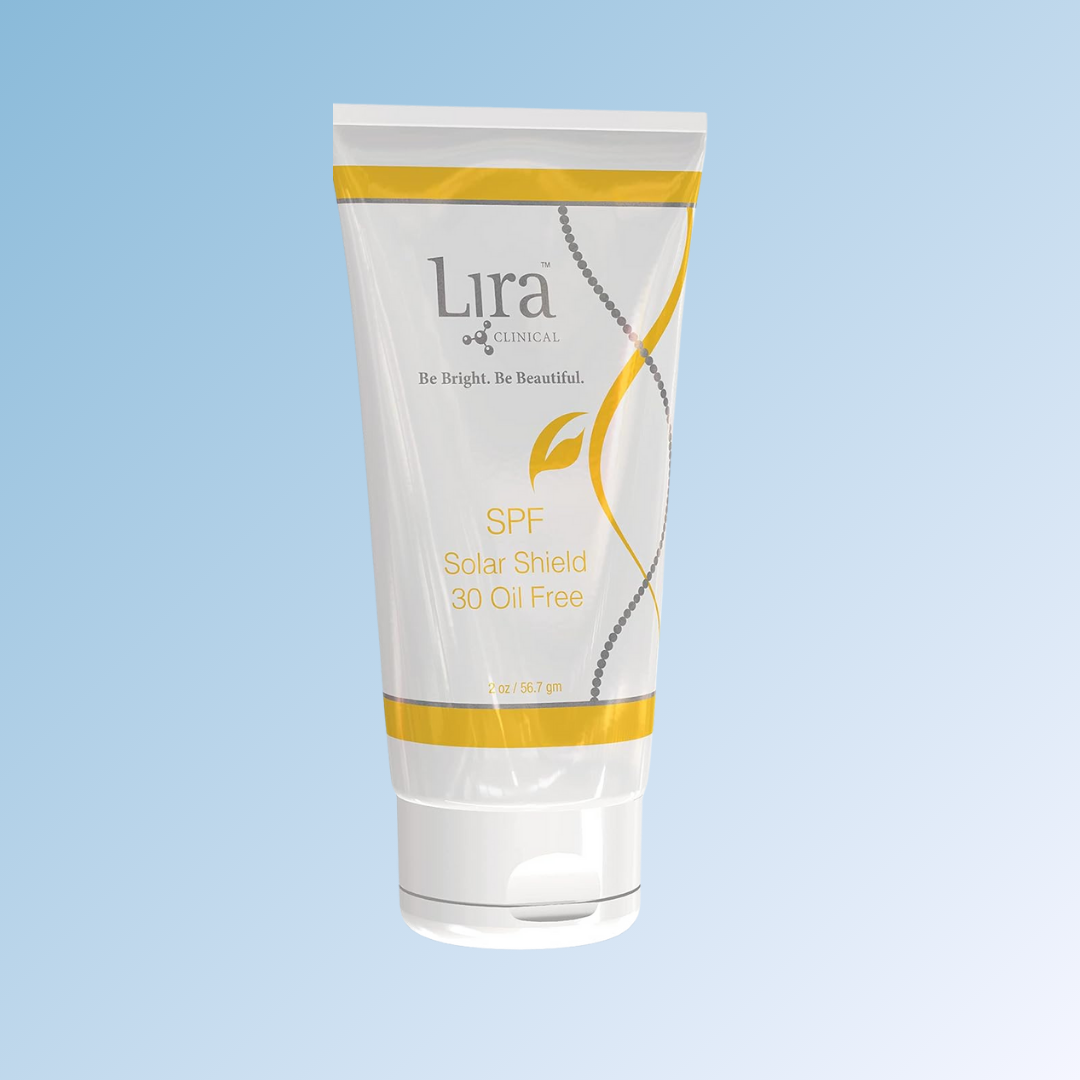 Lira™
CLINICAL
Be Bright. Be Beautiful.
SPF
Solar Shield
30 Oil Free
2 oz / 56.7 gm